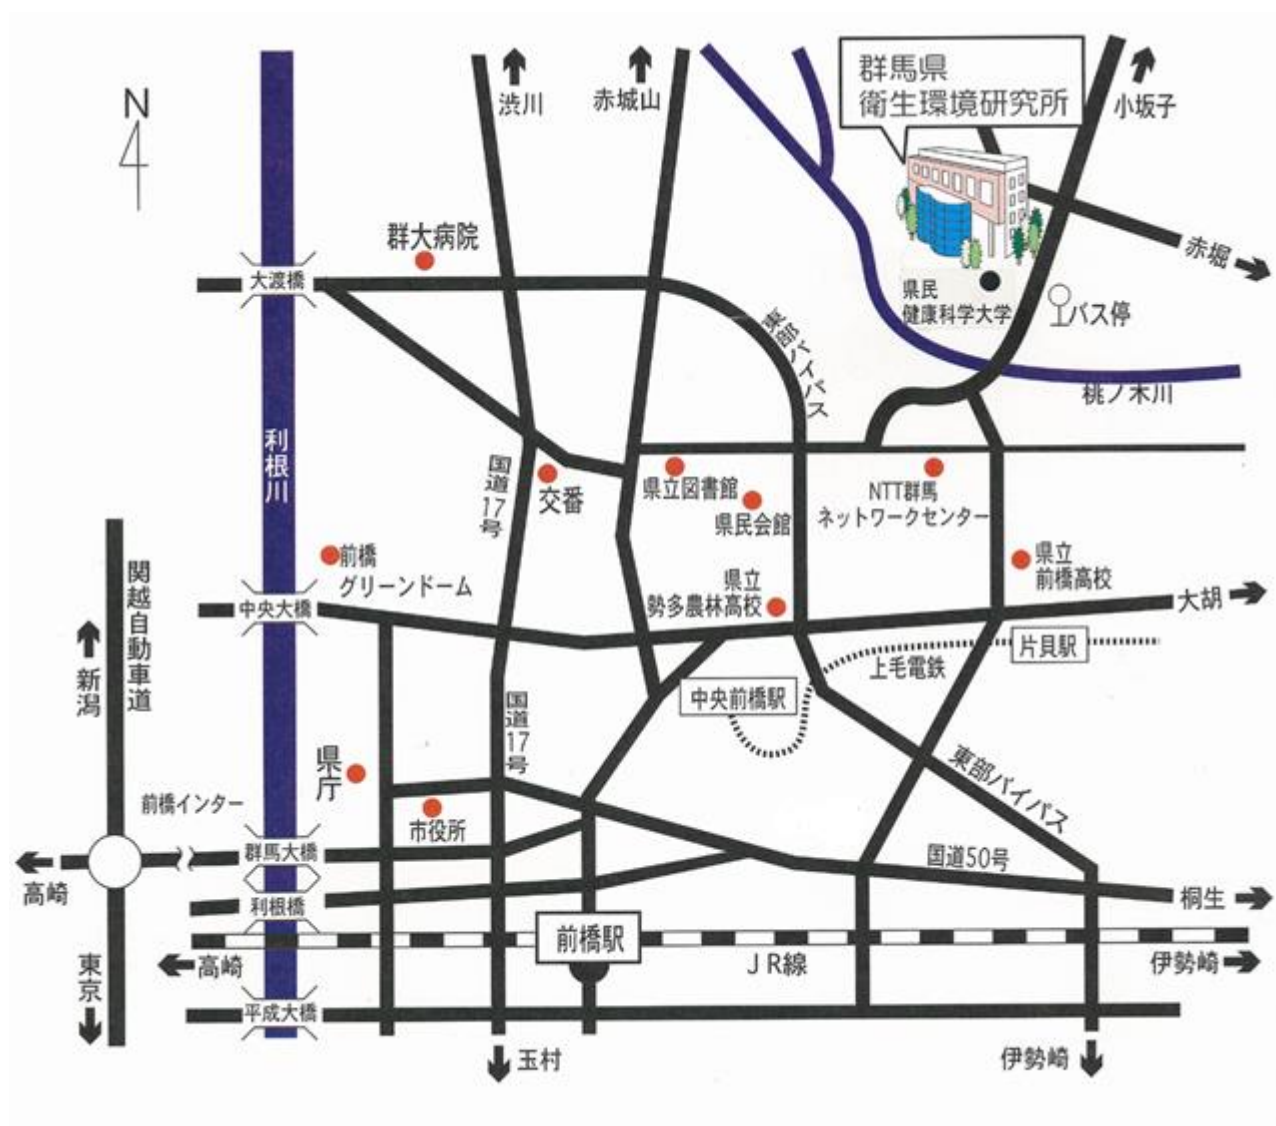 群馬県
衛生環境研究所
N
渋川
赤城山
小坂子
群大病院
赤堀
大渡橋
県民
健康科学大学
バス停
東部バイパス
桃ノ木川
利根川
国道17号
交番
県立図書館
県民会館
NTT群馬
ネットワークセンター
前橋
グリーンドーム
県立
勢多農林高校
県立
前橋高校
関越自動車道
中央大橋
大胡
新潟
片貝駅
上毛電鉄
中央前橋駅
国道17号
県庁
東部バイパス
前橋インター
市役所
群馬大橋
国道50号
高崎
利根橋
桐生
前橋駅
東京
高崎
JR線
伊勢崎
平成大橋
玉村
伊勢崎